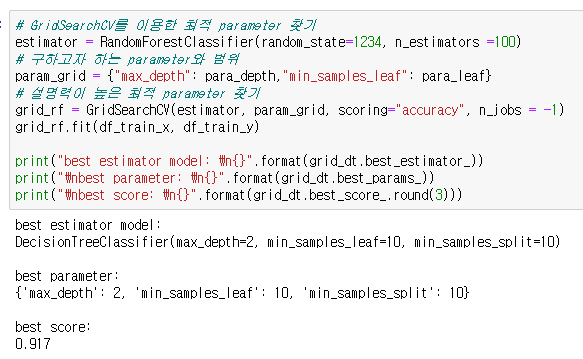 # GridSearchCV를 이용한 최적 parameter 찾기
estimator = RandomForestClassifier(random_state=1234, n_estimators =100)
# 구하고자 하는 parameter와 범위
param_grid = {"max_depth": para_depth,"min_samples_leaf": para_leaf}
# 설명력이 높은 최적 parameter 찾기
grid_rf = GridSearchCV(estimator, param_grid, scoring="accuracy", n_jobs = -1)
grid_rf.fit(df_train_x, df_train_y)
print("best estimator model: ₩n{}".format(grid_dt.best_estimator_))
print("₩nbest parameter: ₩n{}".format(grid_dt.best_params_))
print("₩nbest score: ₩n{}".format(grid_dt.best_score_.round(3)))
best estimator model:
DecisionTreeClassifier(max_depth=2, min_samples_leaf=10, min_samples_split=10)
best parameter:
{'max_depth': 2, 'min_samples_leaf': 10, 'min_samples_split': 10}
best score:
0.917